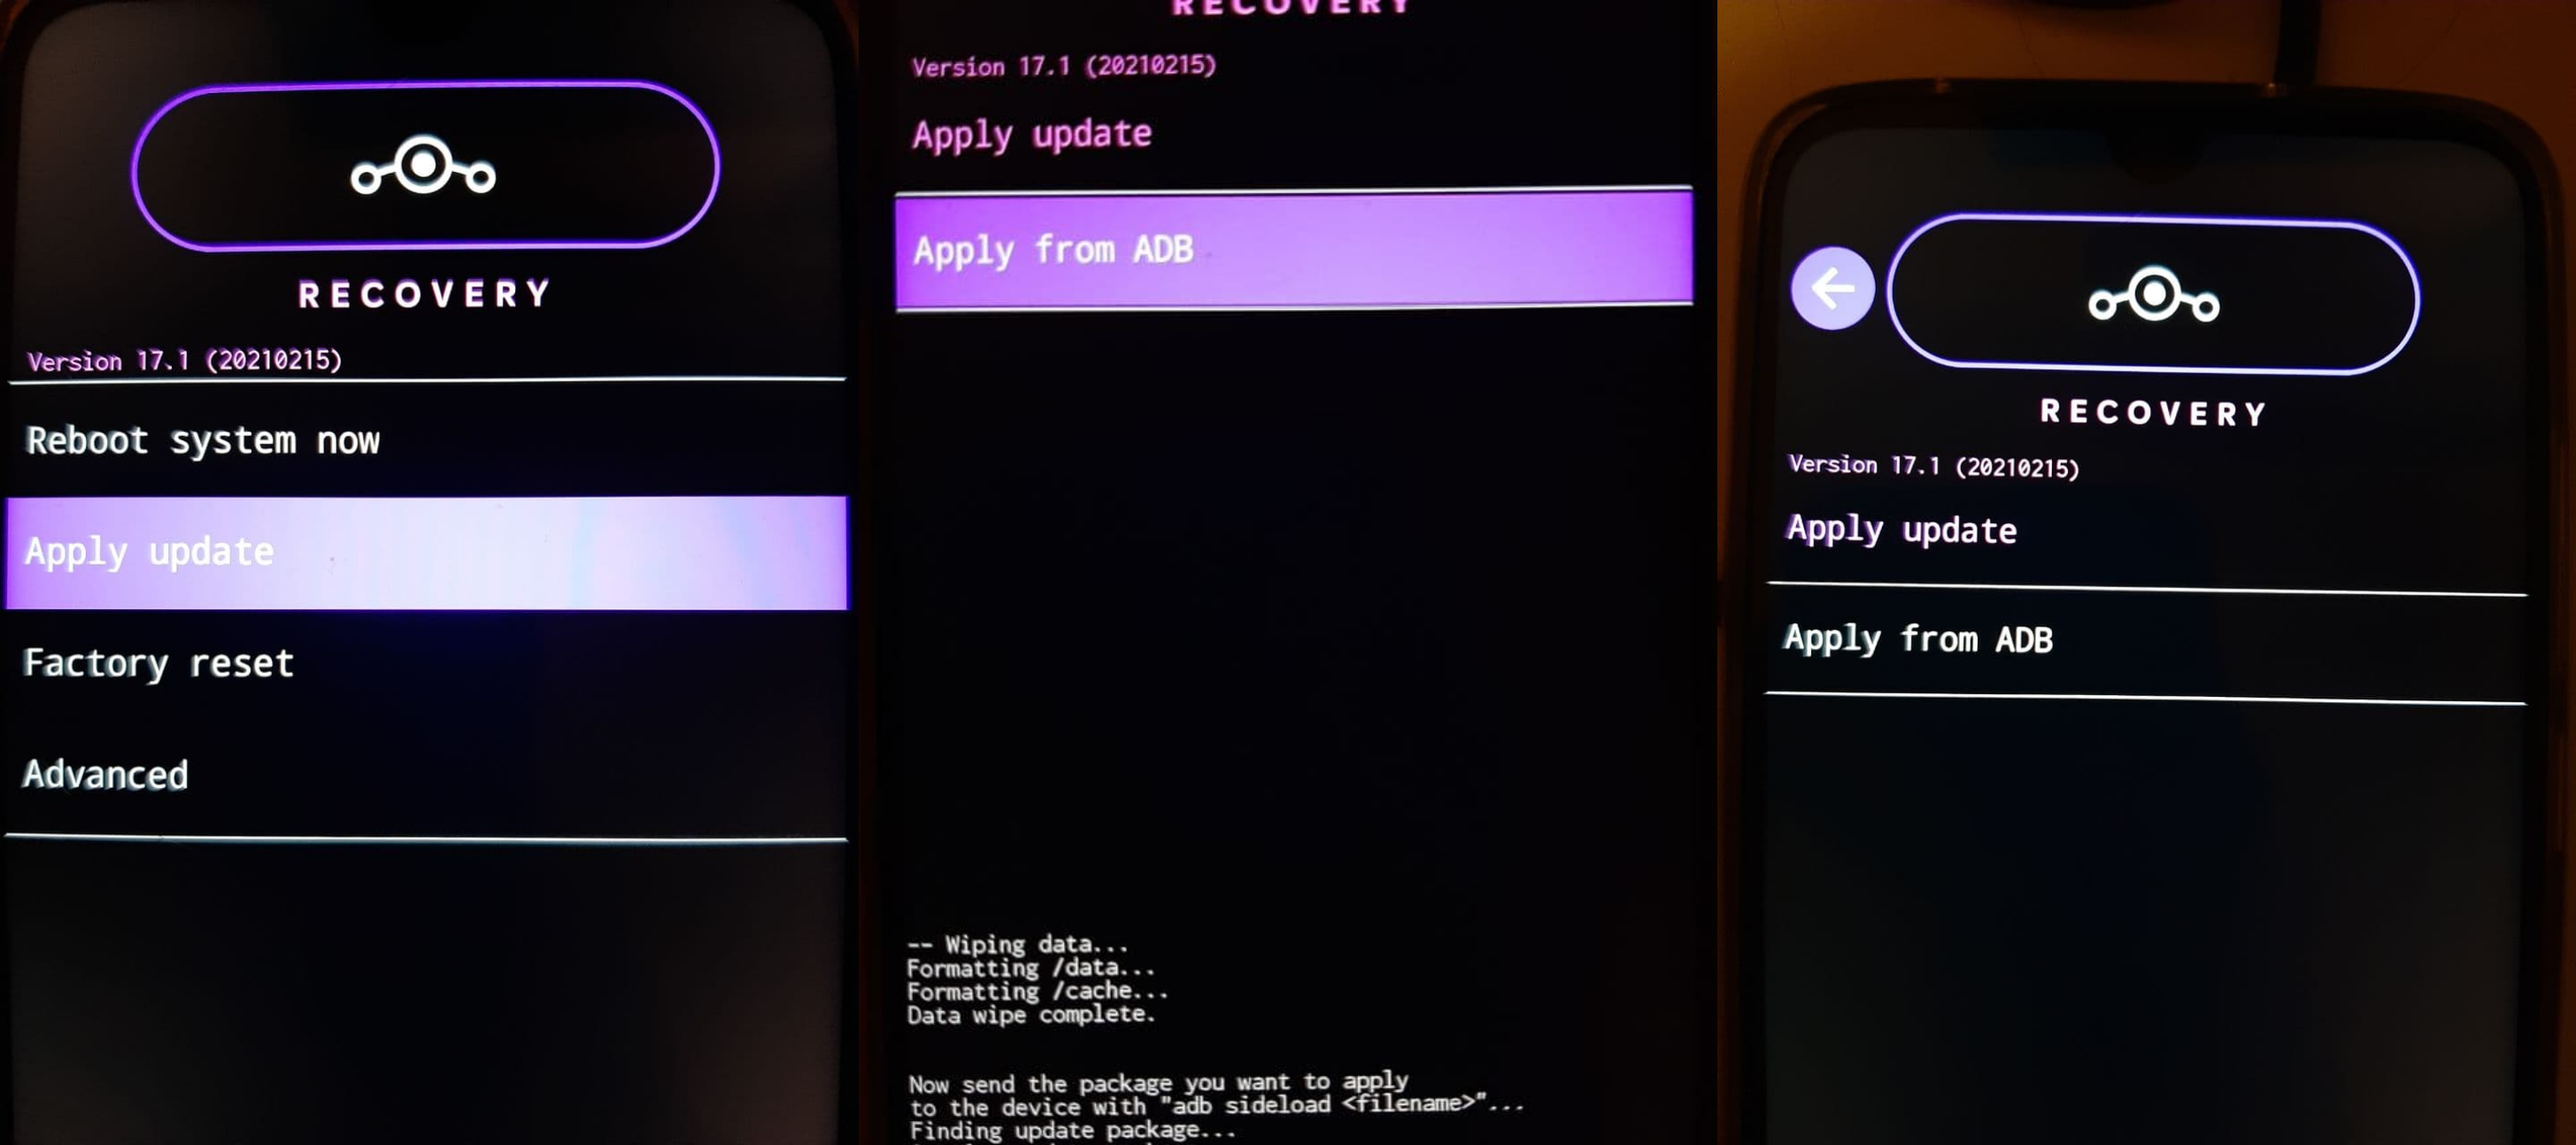 RECOVERY
Version 17.1 (20210215)
Reboot system now
Apply update
Factory reset
Advanced
RECOVERY
Version 17.1 (20210215)
Apply update
Apply from ADB
-- Wiping data...
Formatting /data...
Formatting /cache...
Data wipe complete.
Now send the package you want to apply
to the device with "adb sideload <filename>"...
Finding update package...
RECOVERY
Version 17.1 (20210215)
Apply update
Apply from ADB